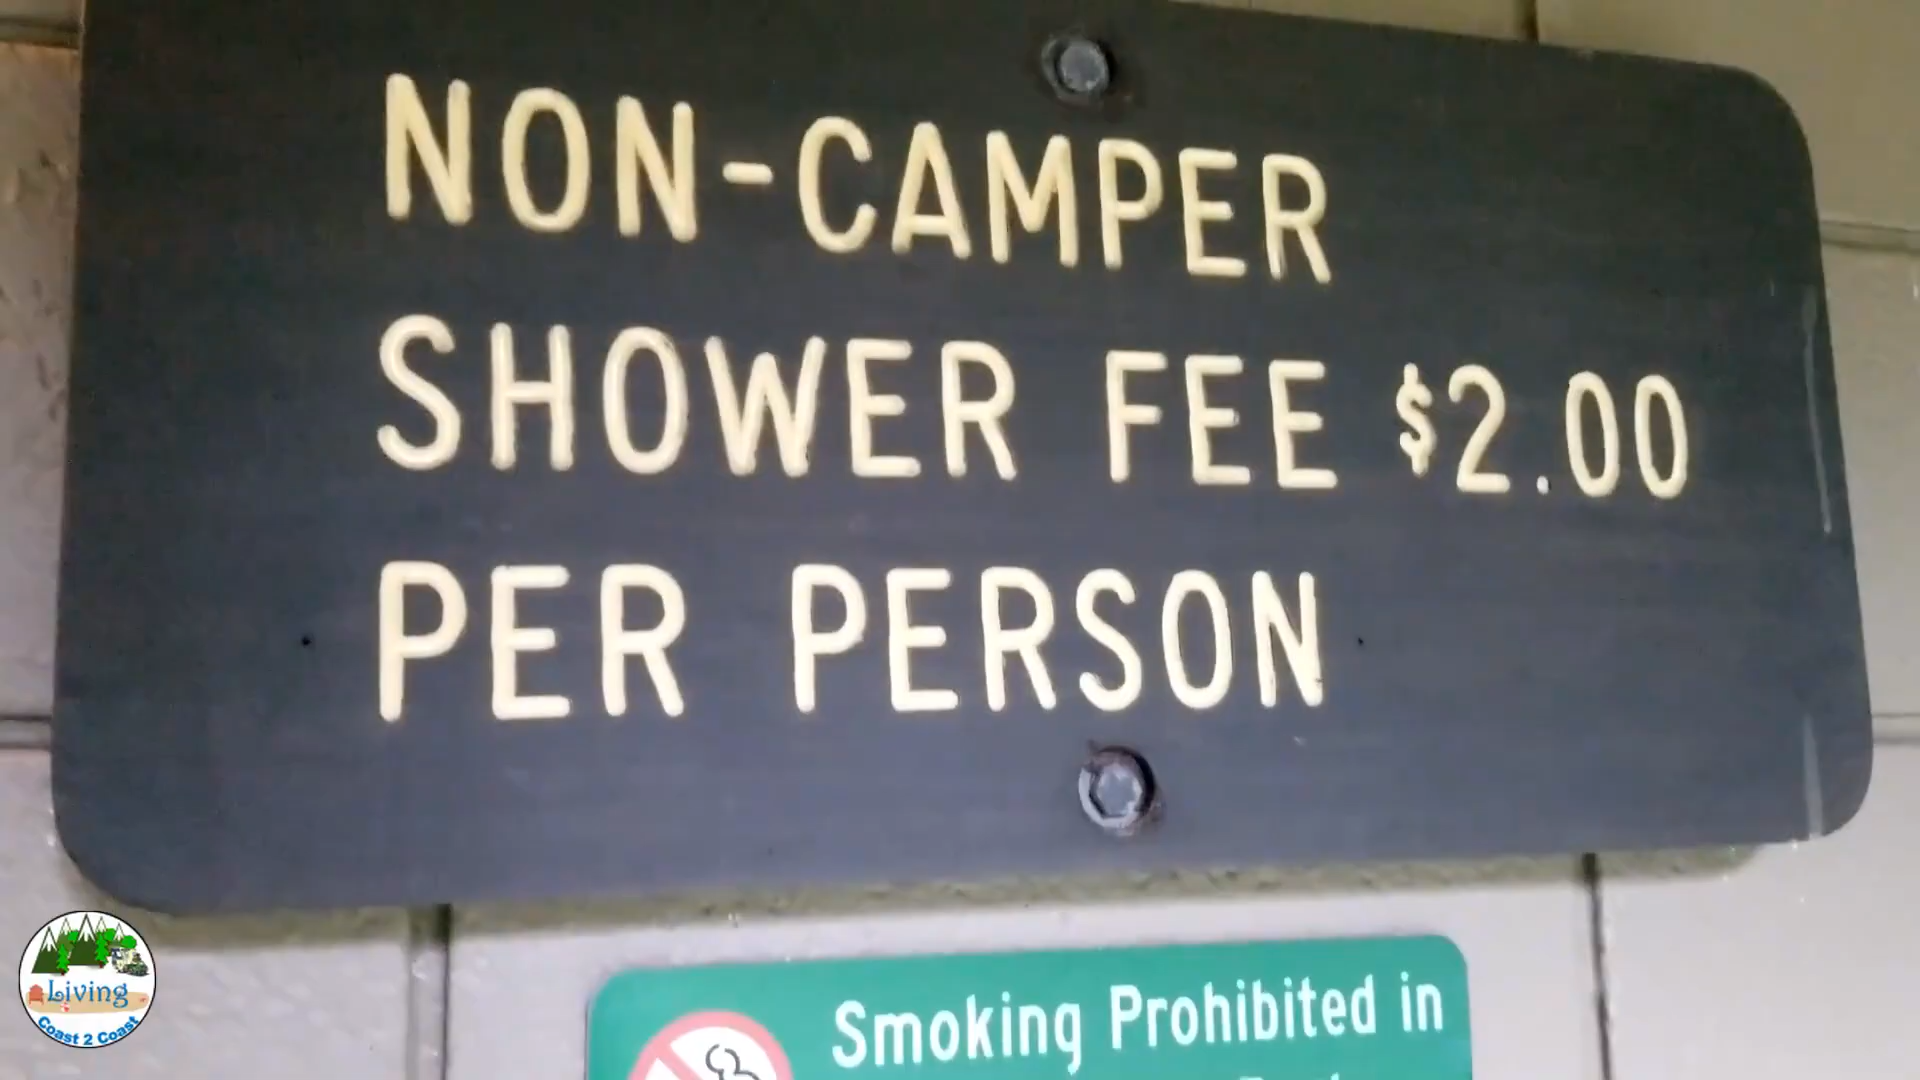 NON-CAMPER
SHOWER FEE $2.00
PER PERSON
Smoking Prohibited in
Living
Coast 2 Coast